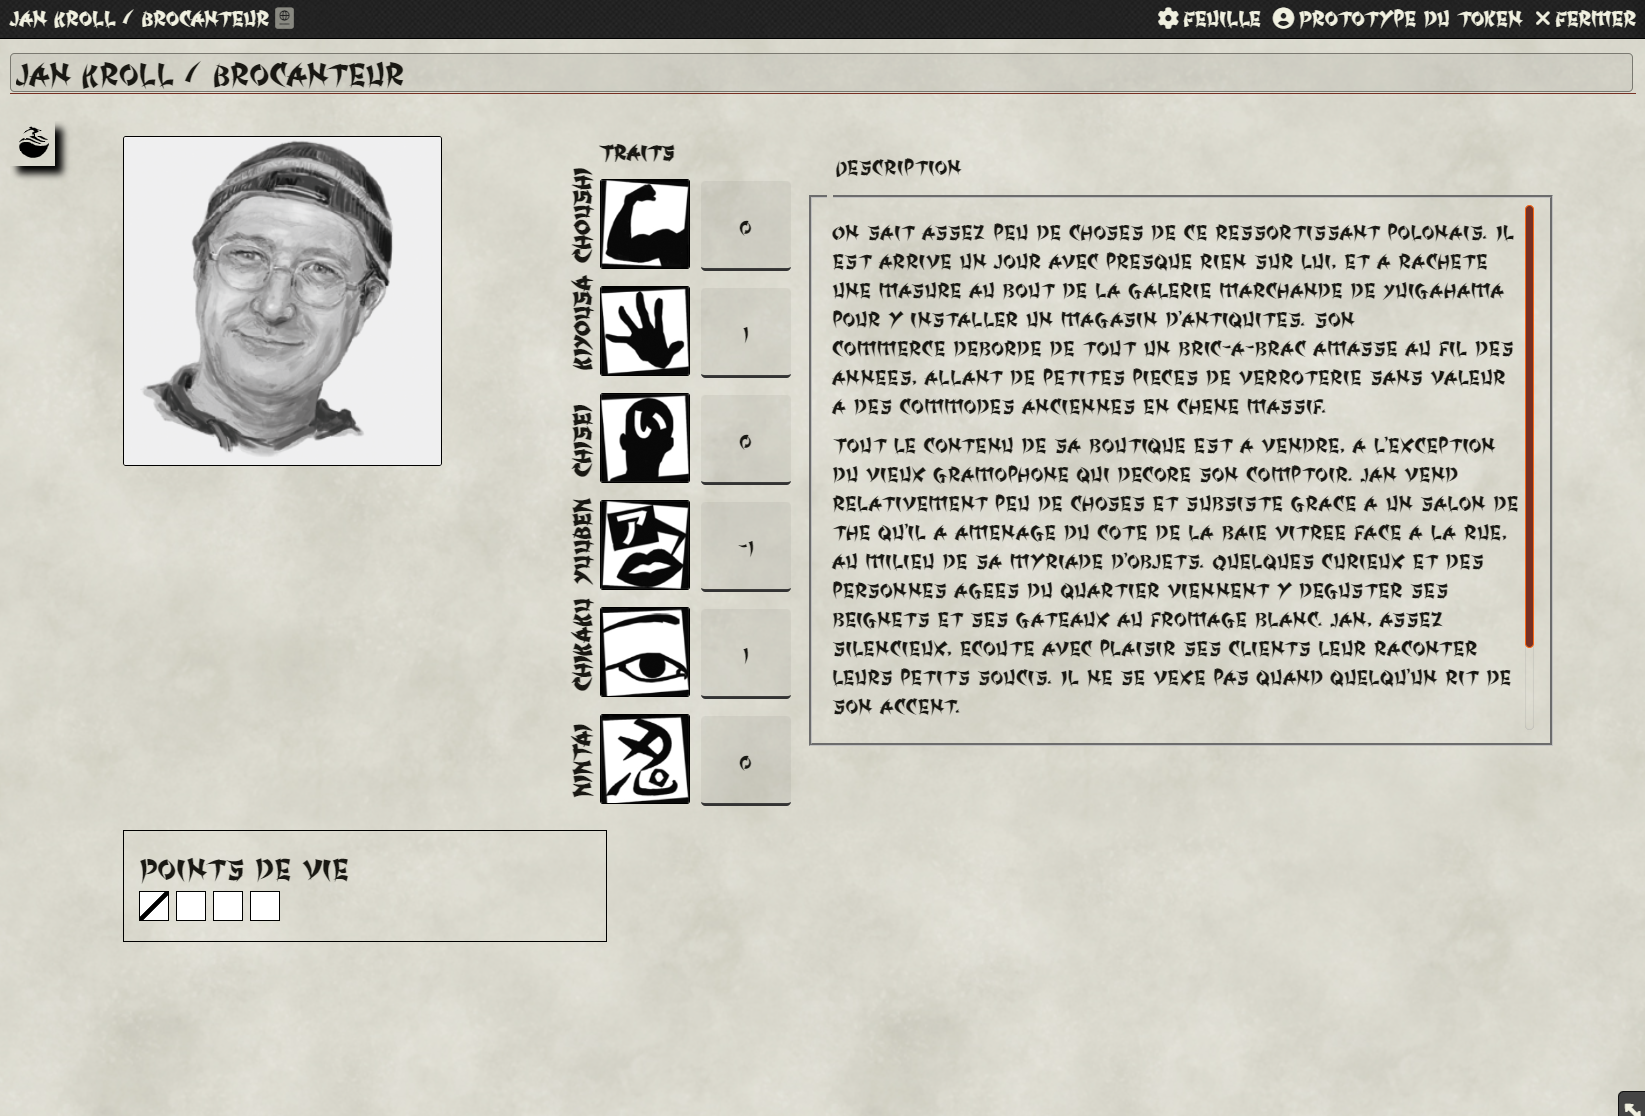 JAN KROLL / BROCANTEUR
FEUILLE PROTOTYPE DU TOKEN FERMER
JAN KROLL / BROCANTEUR
TRAITS
CHOUSHI 0
KIYOUSA 1
CHISEI 0
YUUBEN -1
ア
CHIKAKU 1
NINTAI 0
忍
DESCRIPTION
ON SAIT ASSEZ PEU DE CHOSES DE CE RESSORTISSANT POLONAIS. IL
EST ARRIVE UN JOUR AVEC PRESQUE RIEN SUR LUI, ET A RACHETE
UNE MASURE AU BOUT DE LA GALERIE MARCHANDE DE YUIGAHAMA
POUR Y INSTALLER UN MAGASIN D'ANTIQUITES. SON
COMMERCE DEBORDE DE TOUT UN BRIC-A-BRAC AMASSE AU FIL DES
ANNEES, ALLANT DE PETITES PIECES DE VERROTERIE SANS VALEUR
A DES COMMODES ANCIENNES EN CHENE MASSIF.
TOUT LE CONTENU DE SA BOUTIQUE EST A VENDRE, A L'EXCEPTION
DU VIEUX GRAMOPHONE QUI DECORE SON COMPTOIR. JAN VEND
RELATIVEMENT PEU DE CHOSES ET SUBSISTE GRACE A UN SALON DE
THE QU'IL A AMENAGE DU COTE DE LA BAIE VITREE FACE A LA RUE,
AU MILIEU DE SA MYRIADE D'OBJETS. QUELQUES CURIEUX ET DES
PERSONNES AGEES DU QUARTIER VIENNENT Y DEGUSTER SES
BEIGNETS ET SES GATEAUX AU FROMAGE BLANC. JAN, ASSEZ
SILENCIEUX, ECOUTE AVEC PLAISIR SES CLIENTS LEUR RACONTER
LEURS PETITS SOUCIS. IL NE SE VEXE PAS QUAND QUELQU'UN RIT DE
SON ACCENT.
POINTS DE VIE